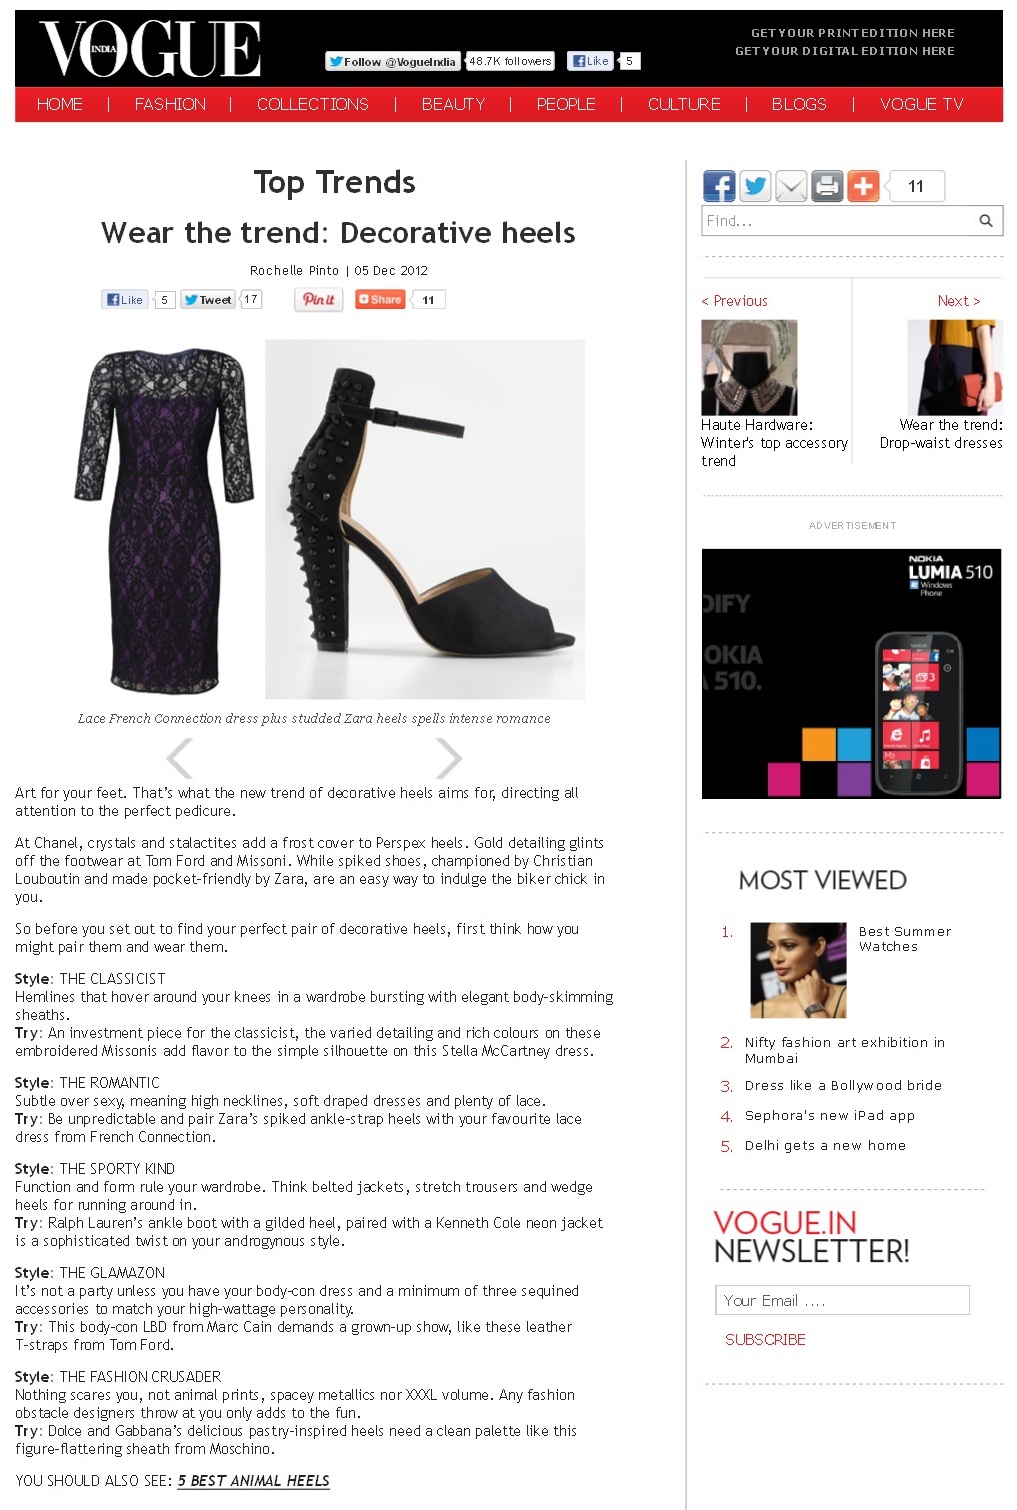 VOGUE
INDIA
Follow @VogueIndia 48.7K followers Like 5
GET YOUR PRINT EDITION HERE
GET YOUR DIGITAL EDITION HERE
HOME | FASHION | COLLECTIONS | BEAUTY | PEOPLE | CULTURE | BLOGS | VOGUE TV
Top Trends
Wear the trend: Decorative heels
Rochelle Pinto | 05 Dec 2012
Like 5 Tweet 17 Pin it Share 11
Lace French Connection dress plus studded Zara heels spells intense romance
Art for your feet. That's what the new trend of decorative heels aims for, directing all
attention to the perfect pedicure.
At Chanel, crystals and stalactites add a frost cover to Perspex heels. Gold detailing glints
off the footwear at Tom Ford and Missoni. While spiked shoes, championed by Christian
Louboutin and made pocket-friendly by Zara, are an easy way to indulge the biker chick in
you.
So before you set out to find your perfect pair of decorative heels, first think how you
might pair them and wear them.
Style: THE CLASSICIST
Hemlines that hover around your knees in a wardrobe bursting with elegant body-skimming
sheaths.
Try: An investment piece for the classicist, the varied detailing and rich colours on these
embroidered Missonis add flavor to the simple silhouette on this Stella McCartney dress.
Style: THE ROMANTIC
Subtle over sexy, meaning high necklines, soft draped dresses and plenty of lace.
Try: Be unpredictable and pair Zara's spiked ankle-strap heels with your favourite lace
dress from French Connection.
Style: THE SPORTY KIND
Function and form rule your wardrobe. Think belted jackets, stretch trousers and wedge
heels for running around in.
Try: Ralph Lauren's ankle boot with a gilded heel, paired with a Kenneth Cole neon jacket
is a sophisticated twist on your androgynous style.
Style: THE GLAMAZON
It's not a party unless you have your body-con dress and a minimum of three sequined
accessories to match your high-wattage personality.
Try: This body-con LBD from Marc Cain demands a grown-up show, like these leather
T-straps from Tom Ford.
Style: THE FASHION CRUSADER
Nothing scares you, not animal prints, spacey metallics nor XXXL volume. Any fashion
obstacle designers throw at you only adds to the fun.
Try: Dolce and Gabbana's delicious pastry-inspired heels need a clean palette like this
figure-flattering sheath from Moschino.
YOU SHOULD ALSO SEE: 5 BEST ANIMAL HEELS
11
Find...
< Previous
Next >
Haute Hardware:
Winter's top accessory
trend
Wear the trend:
Drop-waist dresses
ADVERTISEMENT
NOKIA
LUMIA 510
Windows
Phone
DIFY
OKIA
510.
MOST VIEWED
1. Best Summer
Watches
2. Nifty fashion art exhibition in
Mumbai
3. Dress like a Bollywood bride
4. Sephora's new iPad app
5. Delhi gets a new home
VOGUE.IN
NEWSLETTER!
Your Email ....
SUBSCRIBE